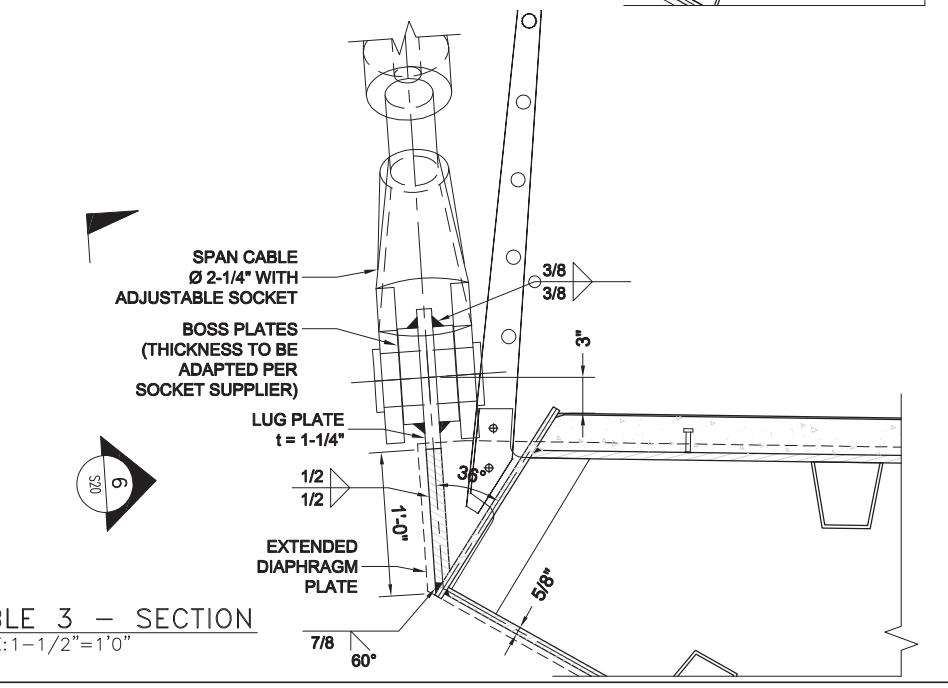 SPAN CABLE
Ø 2-1/4" WITH
ADJUSTABLE SOCKET
3/8
3/8
BOSS PLATES
(THICKNESS TO BE
ADAPTED PER
SOCKET SUPPLIER)
3"
LUG PLATE
t = 1-1/4"
36°
1/2
1/2
6
S20
1'-0"
EXTENDED
DIAPHRAGM
PLATE
5/8"
BLE 3 - SECTION
E:1-1/2"=1'0"
7/8
60°